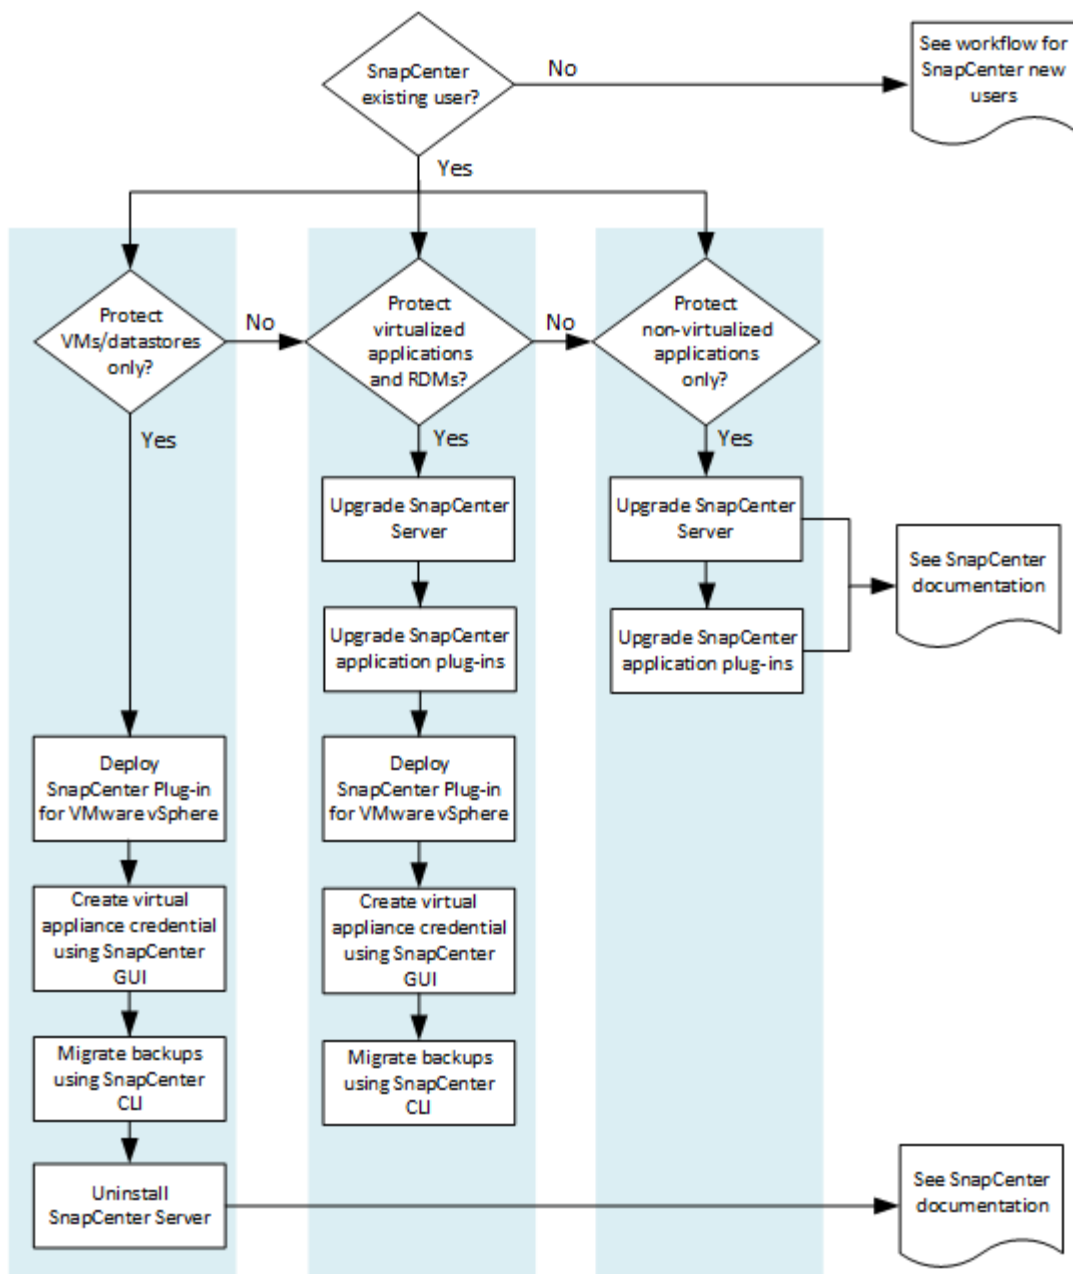 SnapCenter
existing user?
No
See workflow for
SnapCenter new
users
Yes
Protect
VMs/datastores
only?
No
Protect
virtualized
applications
and RDMs?
No
Protect
non-virtualized
applications
only?
Yes
Yes
Yes
Upgrade SnapCenter
Server
Upgrade SnapCenter
Server
See SnapCenter
documentation
Upgrade SnapCenter
application plug-ins
Upgrade SnapCenter
application plug-ins
Deploy
SnapCenter Plug-in
for VMware vSphere
Deploy
SnapCenter Plug-in
for VMware vSphere
Create virtual
appliance credential
using SnapCenter
GUI
Create virtual
appliance credential
using SnapCenter
GUI
Migrate backups
using SnapCenter
CLI
Migrate backups
using SnapCenter
CLI
Uninstall
SnapCenter Server
See SnapCenter
documentation